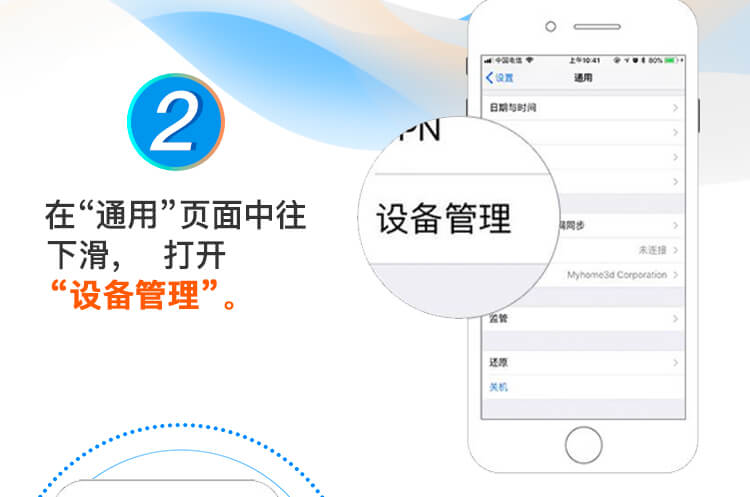 2
在“通用”页面中往
下滑， 打开
“设备管理”。
中国电信 上午10:41 80%
设置 通用
日期与时间
PN
设备管理
同步
未连接
Myhome3d Corporation
监管
还原
关机